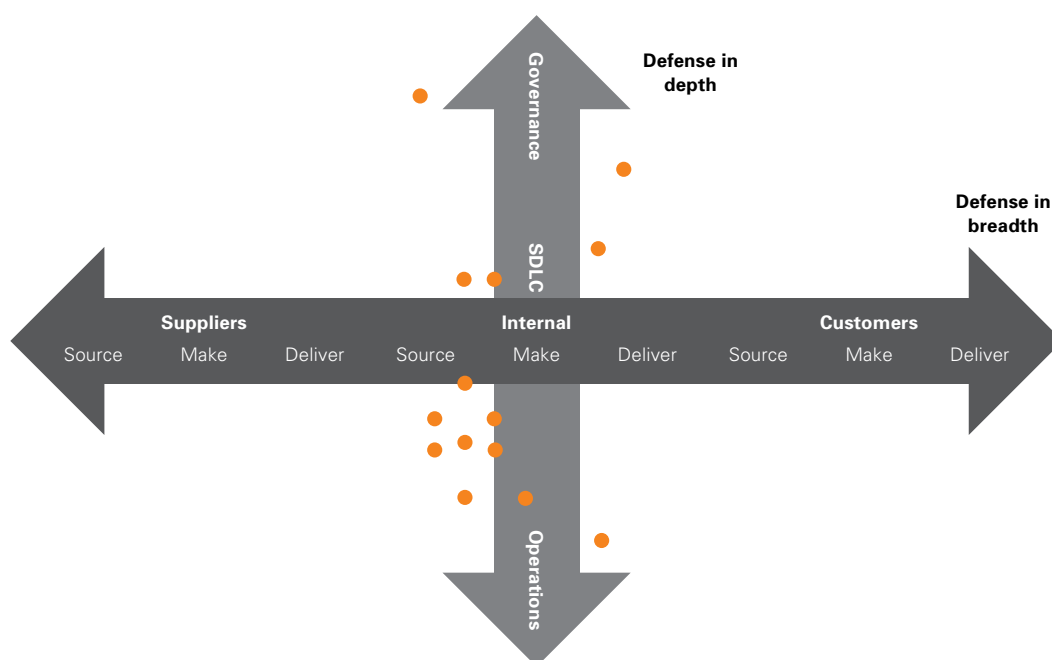 Governance
Defense in
depth
Defense in
breadth
SDLC
Suppliers
Internal
Customers
Source
Make
Deliver
Source
Make
Deliver
Source
Make
Deliver
Operations